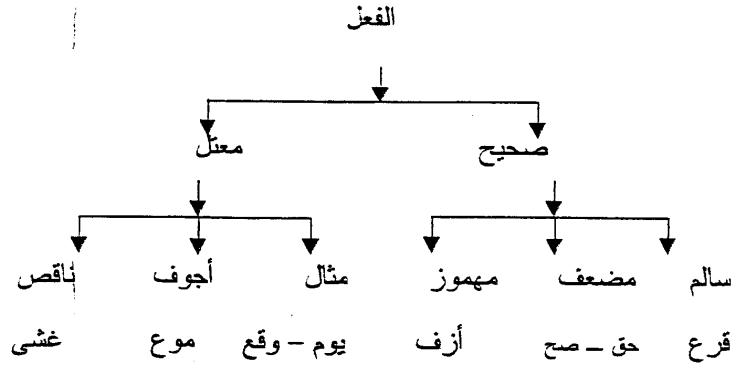 الفعل
صحيح معتل
سالم مضعف مهموز مثال أجوف ناقص
قرع حق – صح أزف يوم – وقع موع غشى